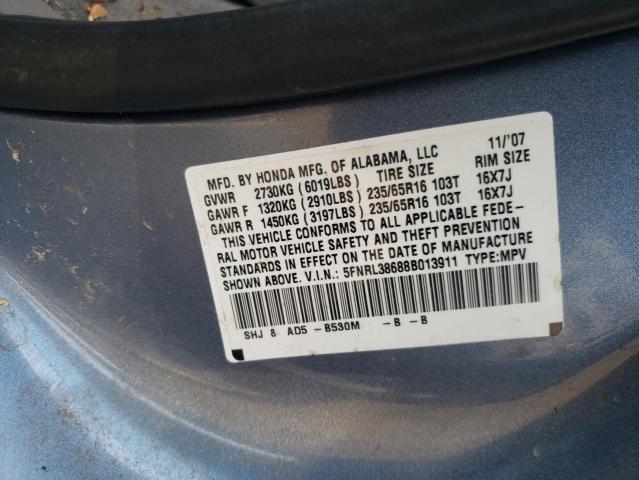 MFD. BY HONDA MFG. OF ALABAMA, LLC 11/'07
GVWR 2730KG (6019LBS) TIRE SIZE RIM SIZE
GAWR F 1320KG (2910LBS) 235/65R16 103T 16X7J
GAWR R 1450KG (3197LBS) 235/65R16 103T 16X7J
THIS VEHICLE CONFORMS TO ALL APPLICABLE FEDE-
RAL MOTOR VEHICLE SAFETY AND THEFT PREVENTION
STANDARDS IN EFFECT ON THE DATE OF MANUFACTURE
SHOWN ABOVE. V.I.N.: 5FNRL38688B013911 TYPE:MPV
SHJ 8 AD5 -B530M -B -B